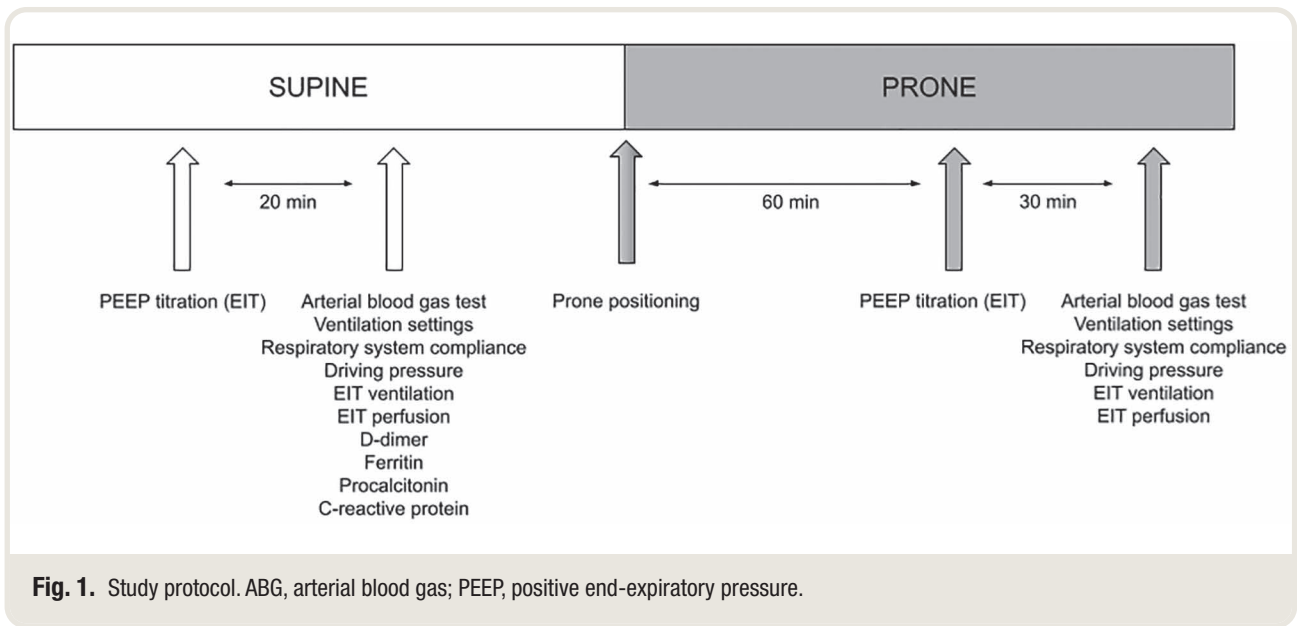 SUPINE
PRONE
20 min
60 min
30 min
PEEP titration (EIT)
Arterial blood gas test
Ventilation settings
Respiratory system compliance
Driving pressure
EIT ventilation
EIT perfusion
D-dimer
Ferritin
Procalcitonin
C-reactive protein
Prone positioning
PEEP titration (EIT)
Arterial blood gas test
Ventilation settings
Respiratory system compliance
Driving pressure
EIT ventilation
EIT perfusion
Fig. 1. Study protocol. ABG, arterial blood gas; PEEP, positive end-expiratory pressure.